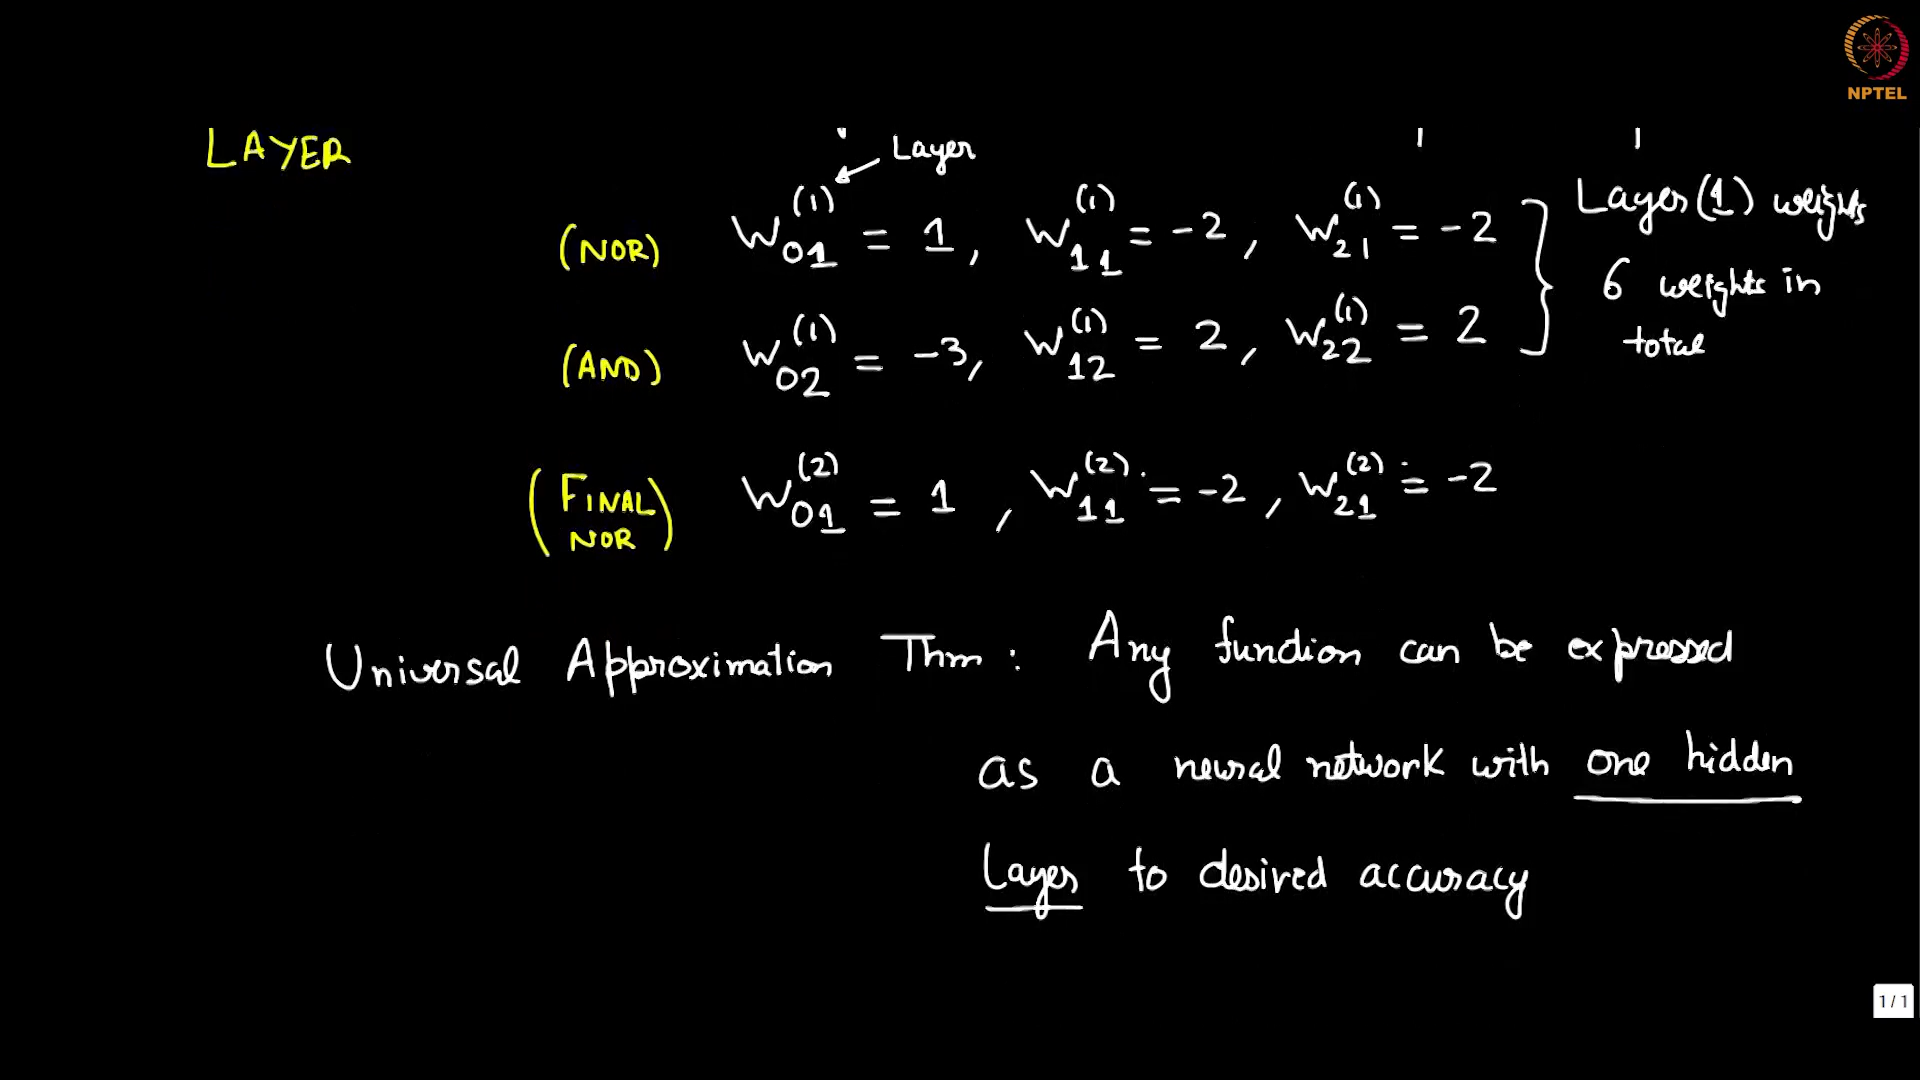 NPTEL
LAYER
Layer
(NOR) W₀₁⁽¹⁾ = 1, W₁₁⁽¹⁾ = -2, W₂₁⁽¹⁾ = -2
Layer (1) weights
6 weights in
total
(AND) W₀₂⁽¹⁾ = -3, W₁₂⁽¹⁾ = 2, W₂₂⁽¹⁾ = 2
(FINAL NOR) W₀₁⁽²⁾ = 1, W₁₁⁽²⁾ = -2, W₂₁⁽²⁾ = -2
Universal Approximation Thm: Any function can be expressed
as a neural network with one hidden
Layer to desired accuracy
1/1